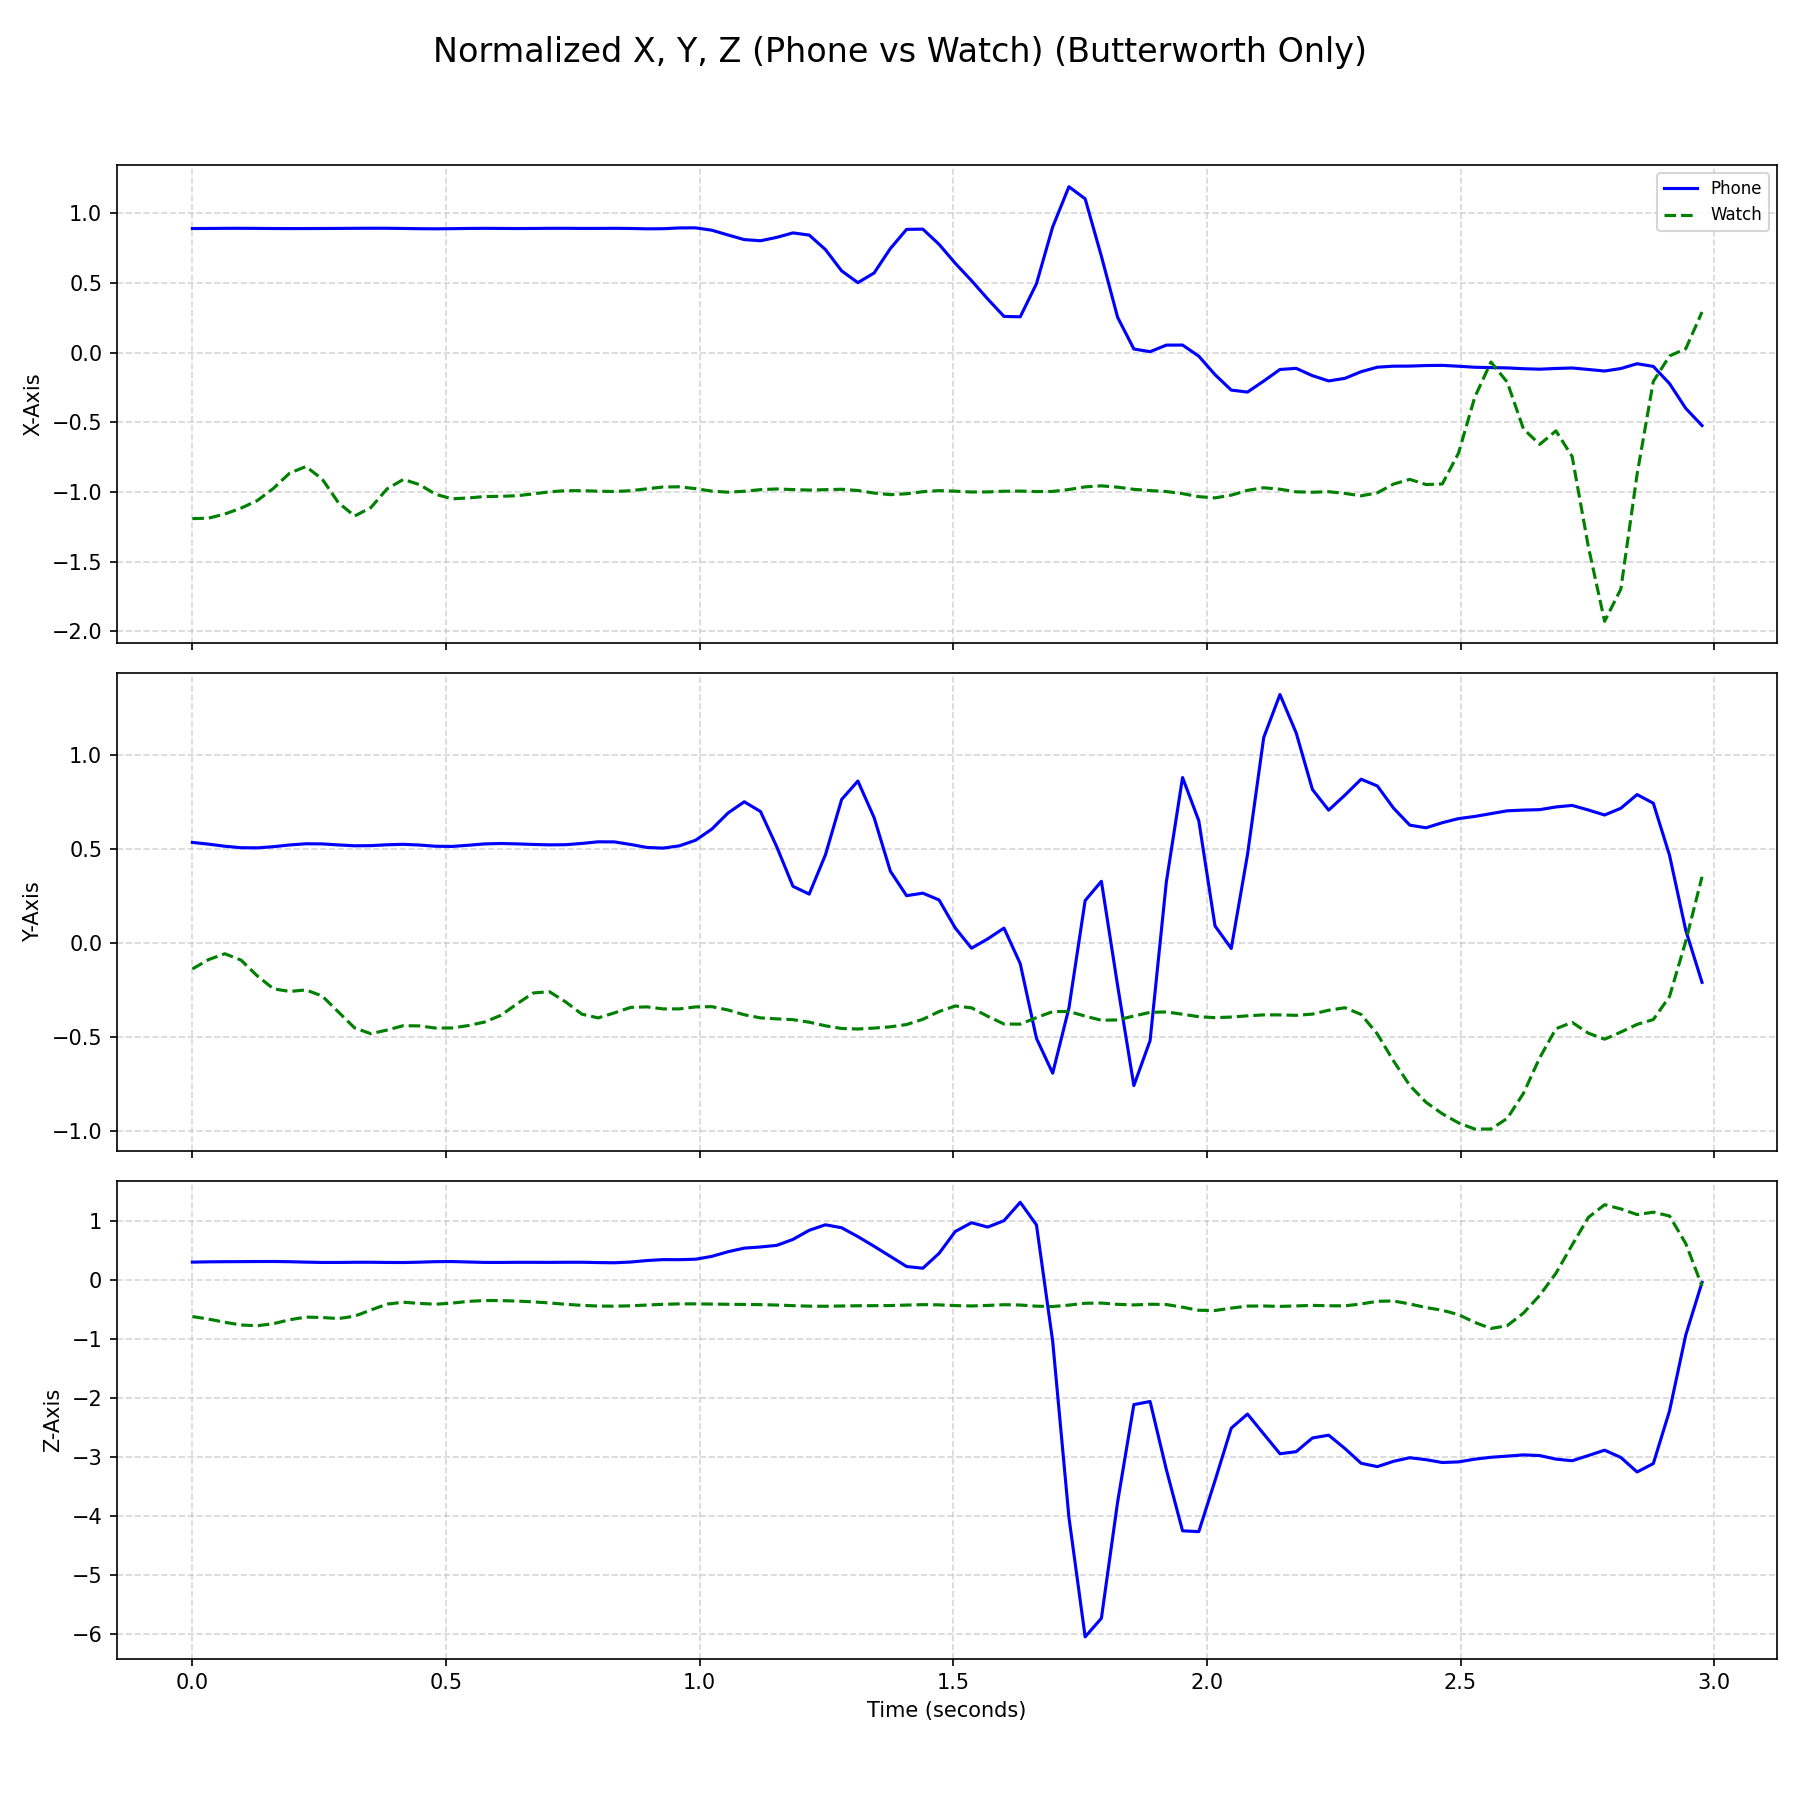 Normalized X, Y, Z (Phone vs Watch) (Butterworth Only)
Phone
Watch
X-Axis
1.0
0.5
0.0
−0.5
−1.0
−1.5
−2.0
Y-Axis
1.0
0.5
0.0
−0.5
−1.0
Z-Axis
1
0
−1
−2
−3
−4
−5
−6
0.0 0.5 1.0 1.5 2.0 2.5 3.0
Time (seconds)